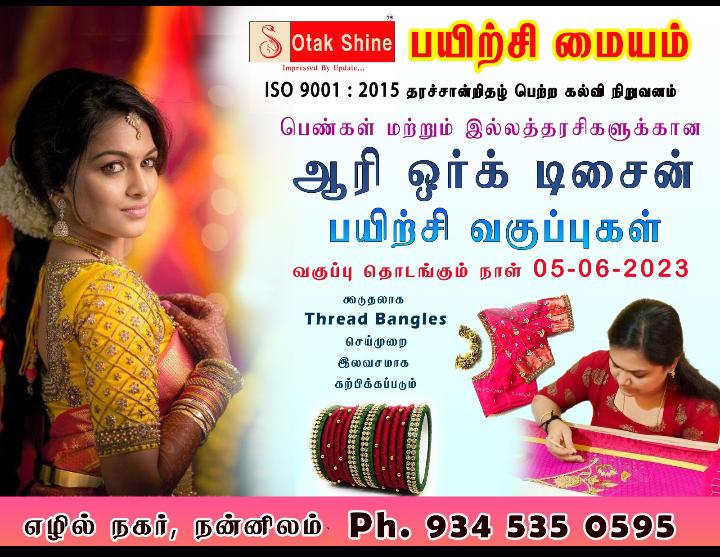 TM
S Otak Shine பயிற்சி மையம்
Impressed By Update...
ISO 9001 : 2015 தரச்சான்றிதழ் பெற்ற கல்வி நிறுவனம்
பெண்கள் மற்றும் இல்லத்தரசிகளுக்கான
ஆரி ஒர்க் டிசைன்
பயிற்சி வகுப்புகள்
வகுப்பு தொடங்கும் நாள் 05-06-2023
கூடுதலாக
Thread Bangles
செய்முறை
இலவசமாக
கற்பிக்கப்படும்
எழில் நகர், நன்னிலம். Ph. 934 535 0595